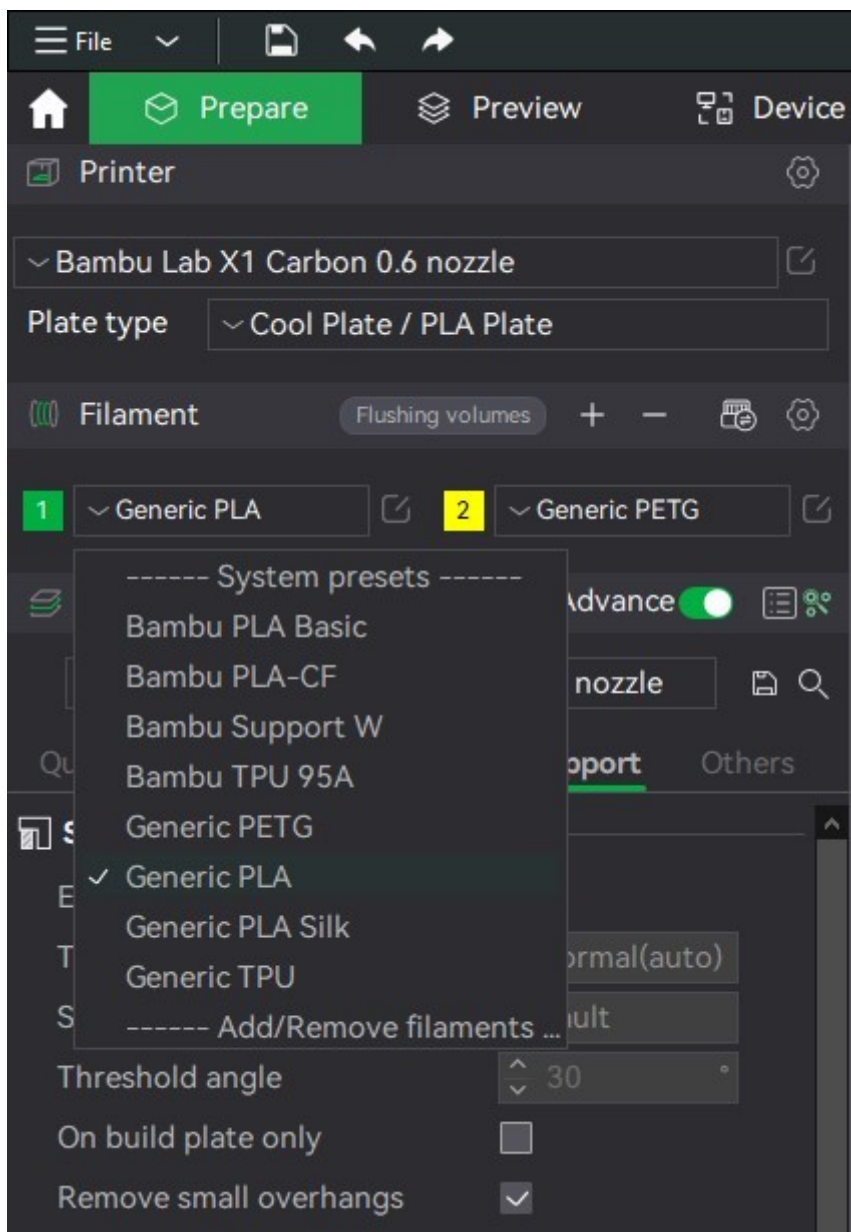 File
Prepare Preview Device
Printer
Bambu Lab X1 Carbon 0.6 nozzle
Plate type Cool Plate / PLA Plate
Filament Flushing volumes + −
1 Generic PLA 2 Generic PETG
------ System presets ------
Bambu PLA Basic
Advance
Bambu PLA-CF
nozzle
Bambu Support W
Bambu TPU 95A
Others
Generic PETG
Generic PLA
Generic PLA Silk
Generic TPU
------ Add/Remove filaments ...
Threshold angle 30 °
On build plate only
Remove small overhangs